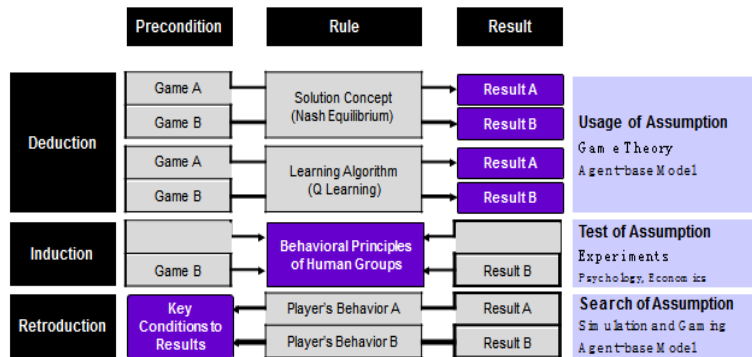 Precondition
Rule
Result
Deduction
Game A
Game B
Solution Concept
(Nash Equilibrium)
Result A
Result B
Game A
Game B
Learning Algorithm
(Q Learning)
Result A
Result B
Usage of Assumption
Game Theory
Agent-base Model
Induction
Game B
Behavioral Principles
of Human Groups
Result B
Test of Assumption
Experiments
Psychology, Economics
Retroduction
Key
Conditions to
Results
Player's Behavior A
Player's Behavior B
Result A
Result B
Search of Assumption
Simulation and Gaming
Agent-base Model